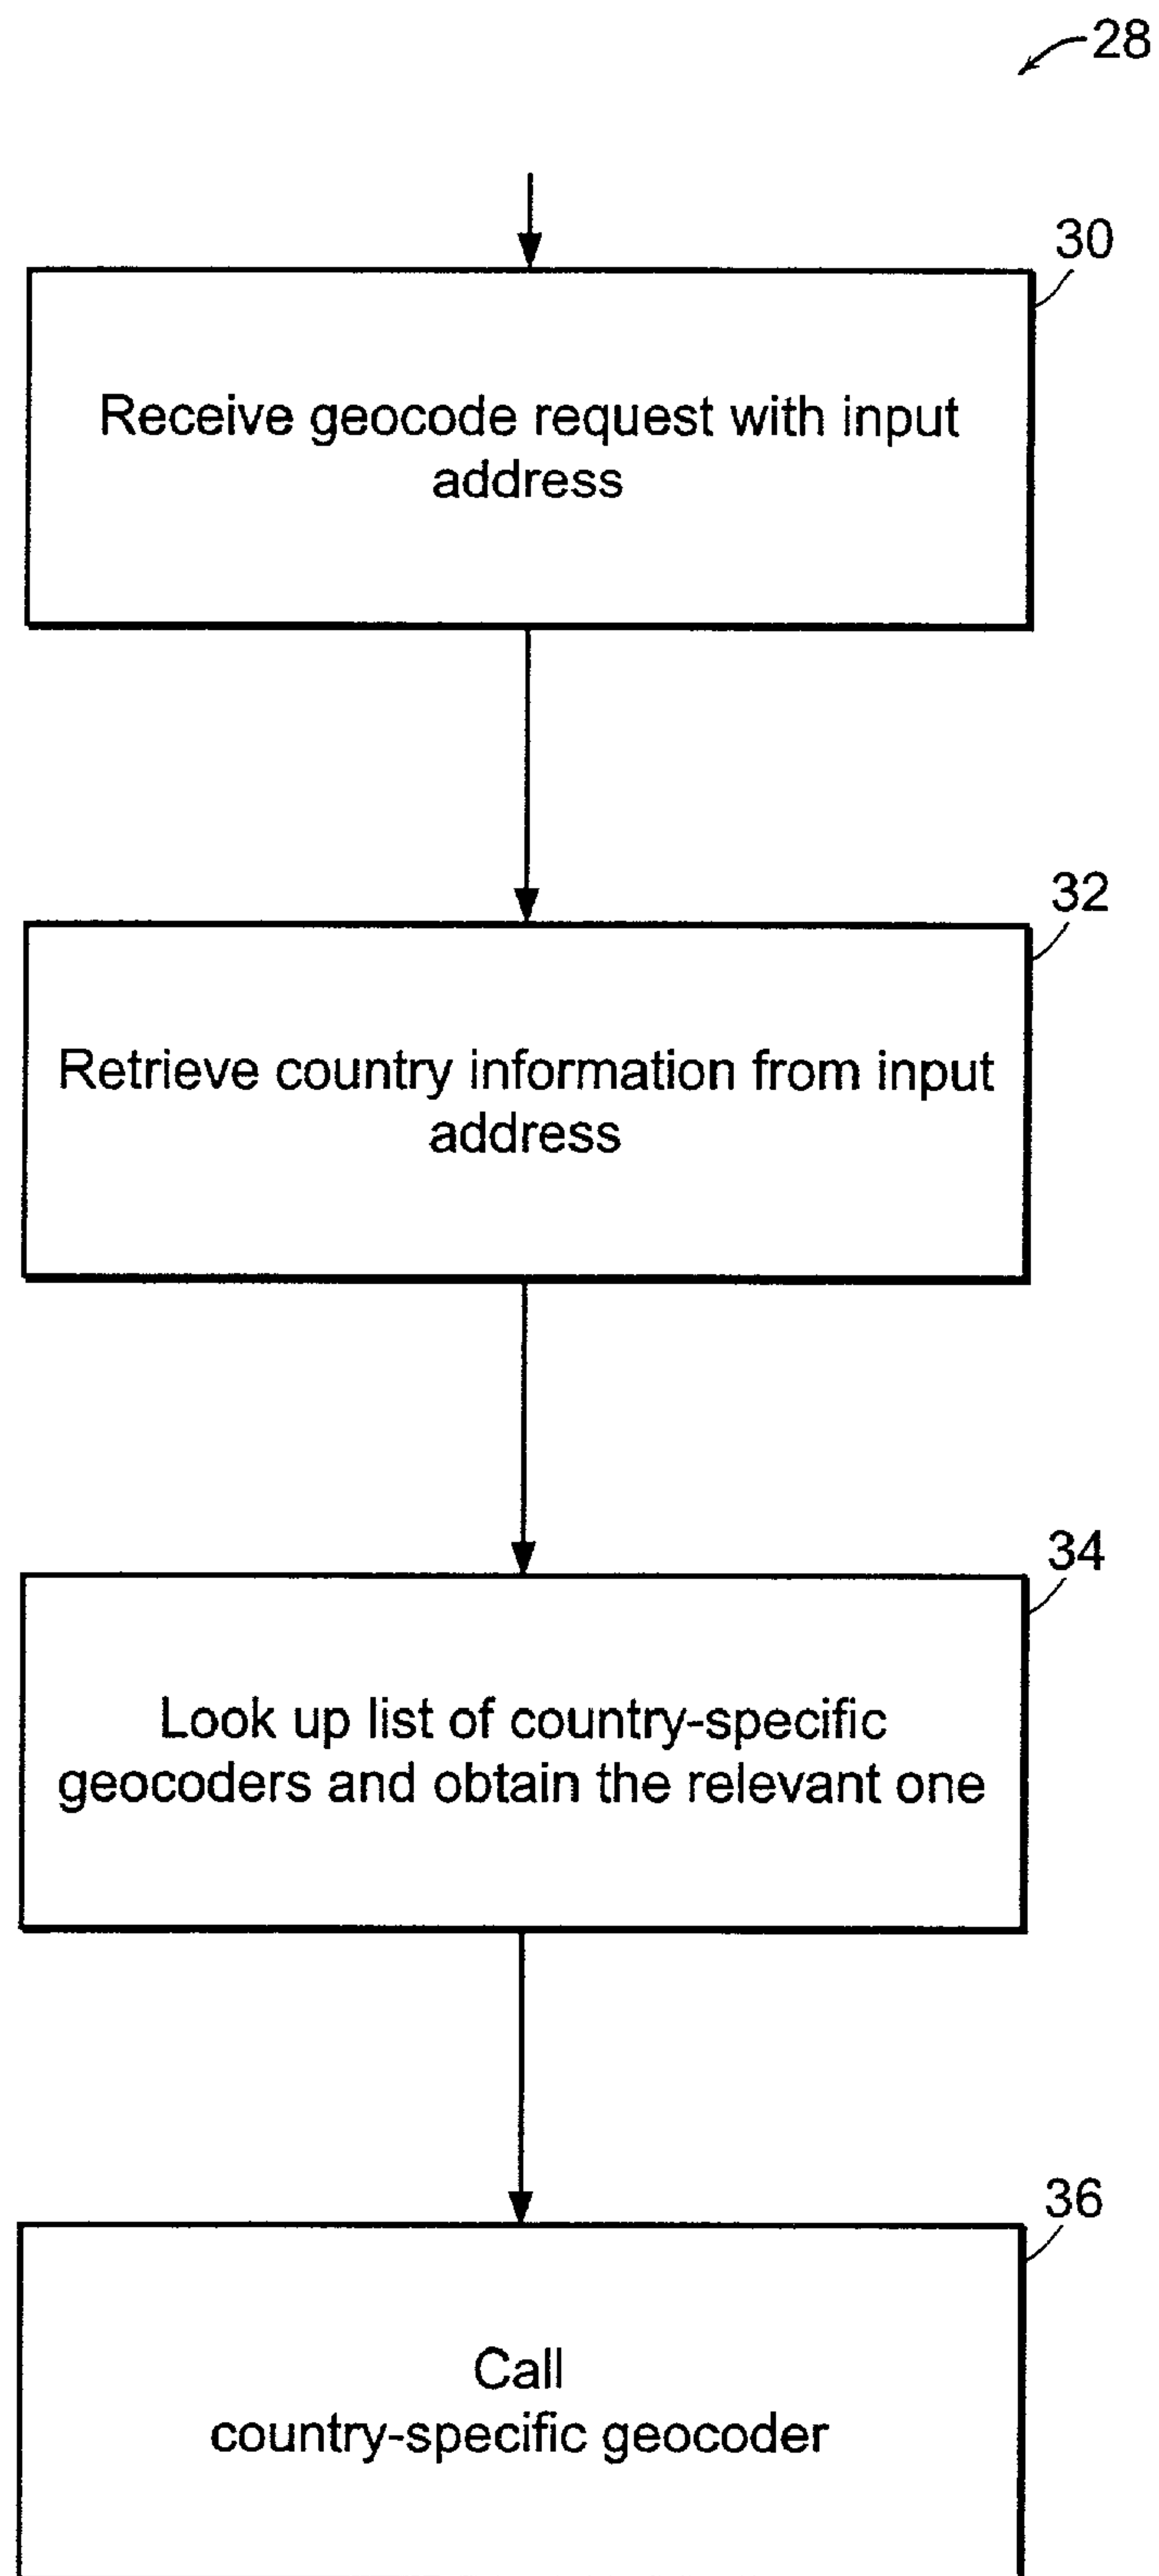 28
30
Receive geocode request with input
address
32
Retrieve country information from input
address
34
Look up list of country-specific
geocoders and obtain the relevant one
36
Call
country-specific geocoder